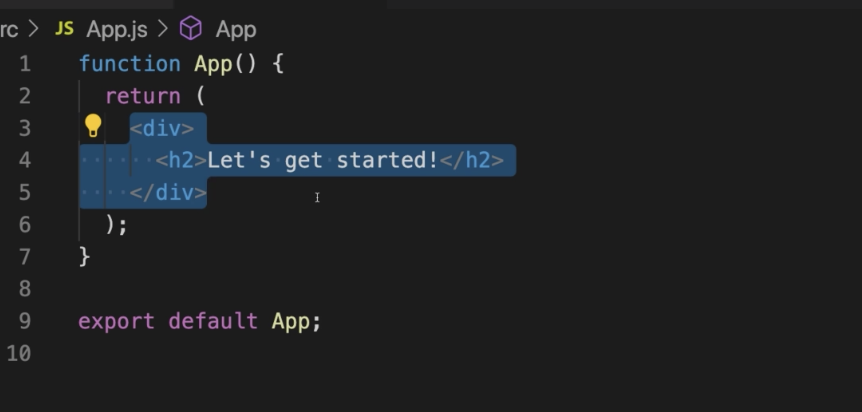 rc > JS App.js > App
1 function App() {
2 return (
3 <div>
4 <h2>Let's get started!</h2>
5 </div>
6 );
7 }
8
9 export default App;
10